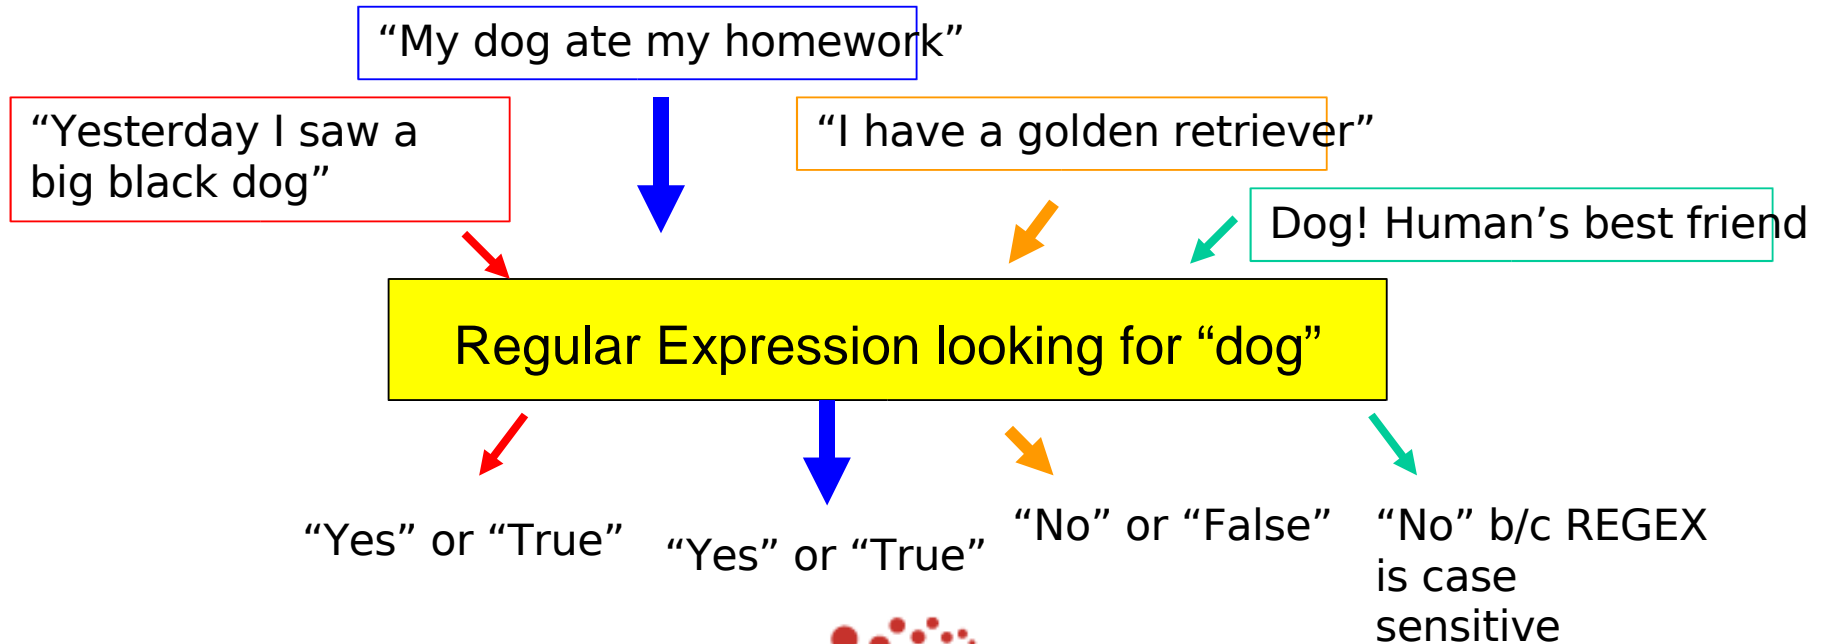 “My dog ate my homework”
“Yesterday I saw a
big black dog”
“I have a golden retriever”
Dog! Human’s best friend
Regular Expression looking for “dog”
“Yes” or “True”
“Yes” or “True”
“No” or “False”
“No” b/c REGEX
is case
sensitive